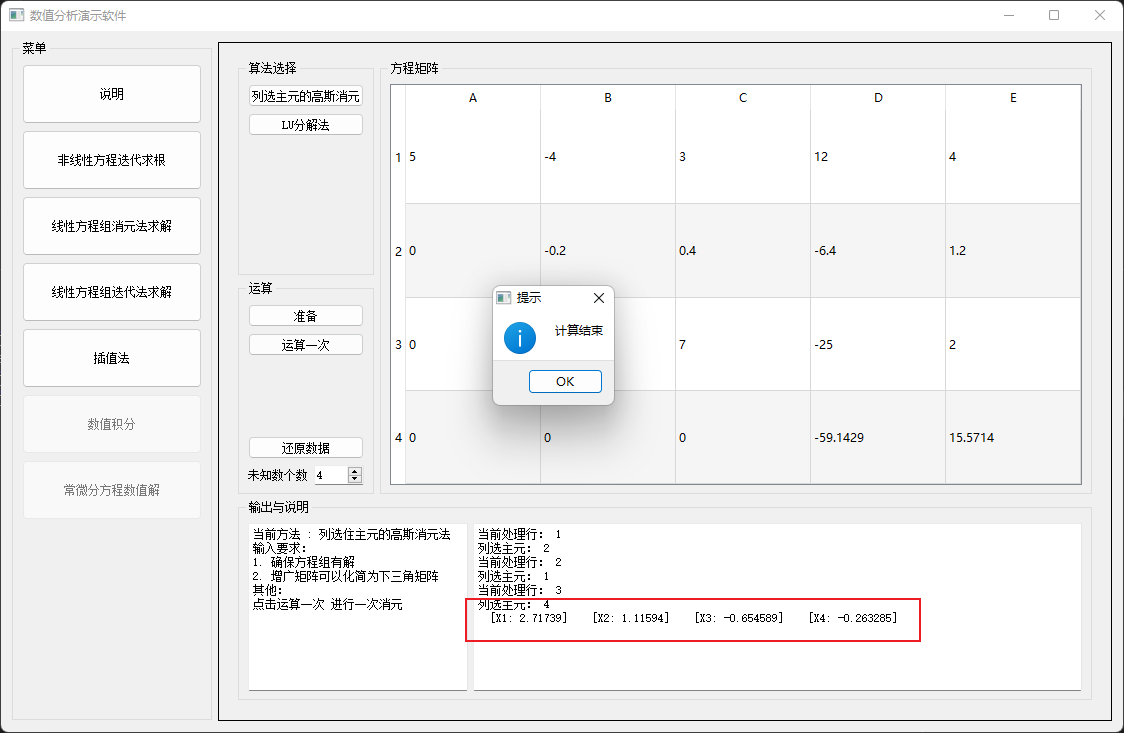 数值分析演示软件
菜单
说明
非线性方程迭代求根
线性方程组消元法求解
线性方程组迭代法求解
插值法
数值积分
常微分方程数值解
算法选择
列选主元的高斯消元
LU分解法
运算
准备
运算一次
还原数据
未知数个数 4
方程矩阵
A B C D E
1 5 -4 3 12 4
2 0 -0.2 0.4 -6.4 1.2
3 0 7 -25 2
4 0 0 0 -59.1429 15.5714
提示
计算结束
OK
输出与说明
当前方法 : 列选住主元的高斯消元法
输入要求:
1. 确保方程组有解
2. 增广矩阵可以化简为下三角矩阵
其他:
点击运算一次 进行一次消元
当前处理行: 1
列选主元: 2
当前处理行: 2
列选主元: 1
当前处理行: 3
列选主元: 4
[X1: 2.71739] [X2: 1.11594] [X3: -0.654589] [X4: -0.263285]